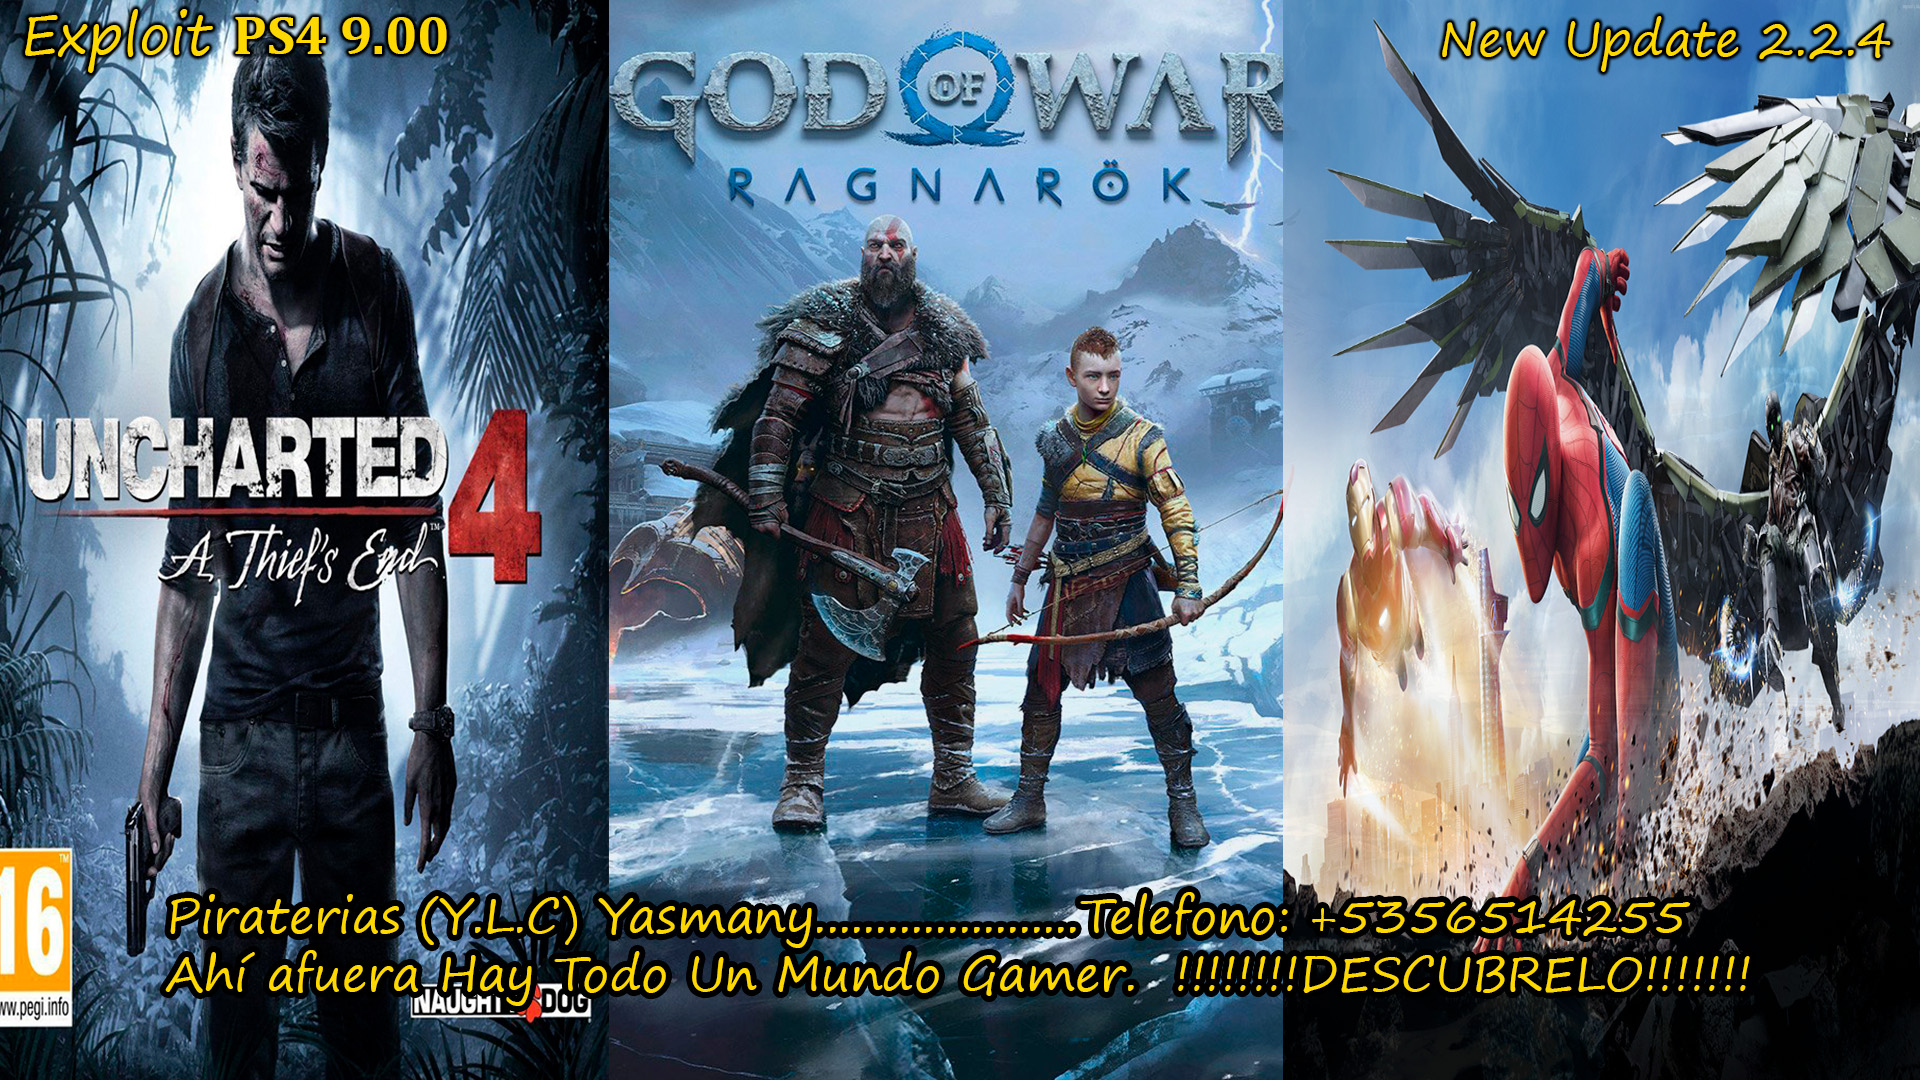 Exploit PS4 9.00
New Update 2.2.4
GOD OF WAR
RAGNARÖK
UNCHARTED 4
A Thief's End™
16
www.pegi.info
NAUGHTY DOG
Piraterias (Y.L.C) Yasmany......................Telefono: +5356514255
Ahí afuera Hay Todo Un Mundo Gamer. !!!!!!!!DESCUBRELO!!!!!!!